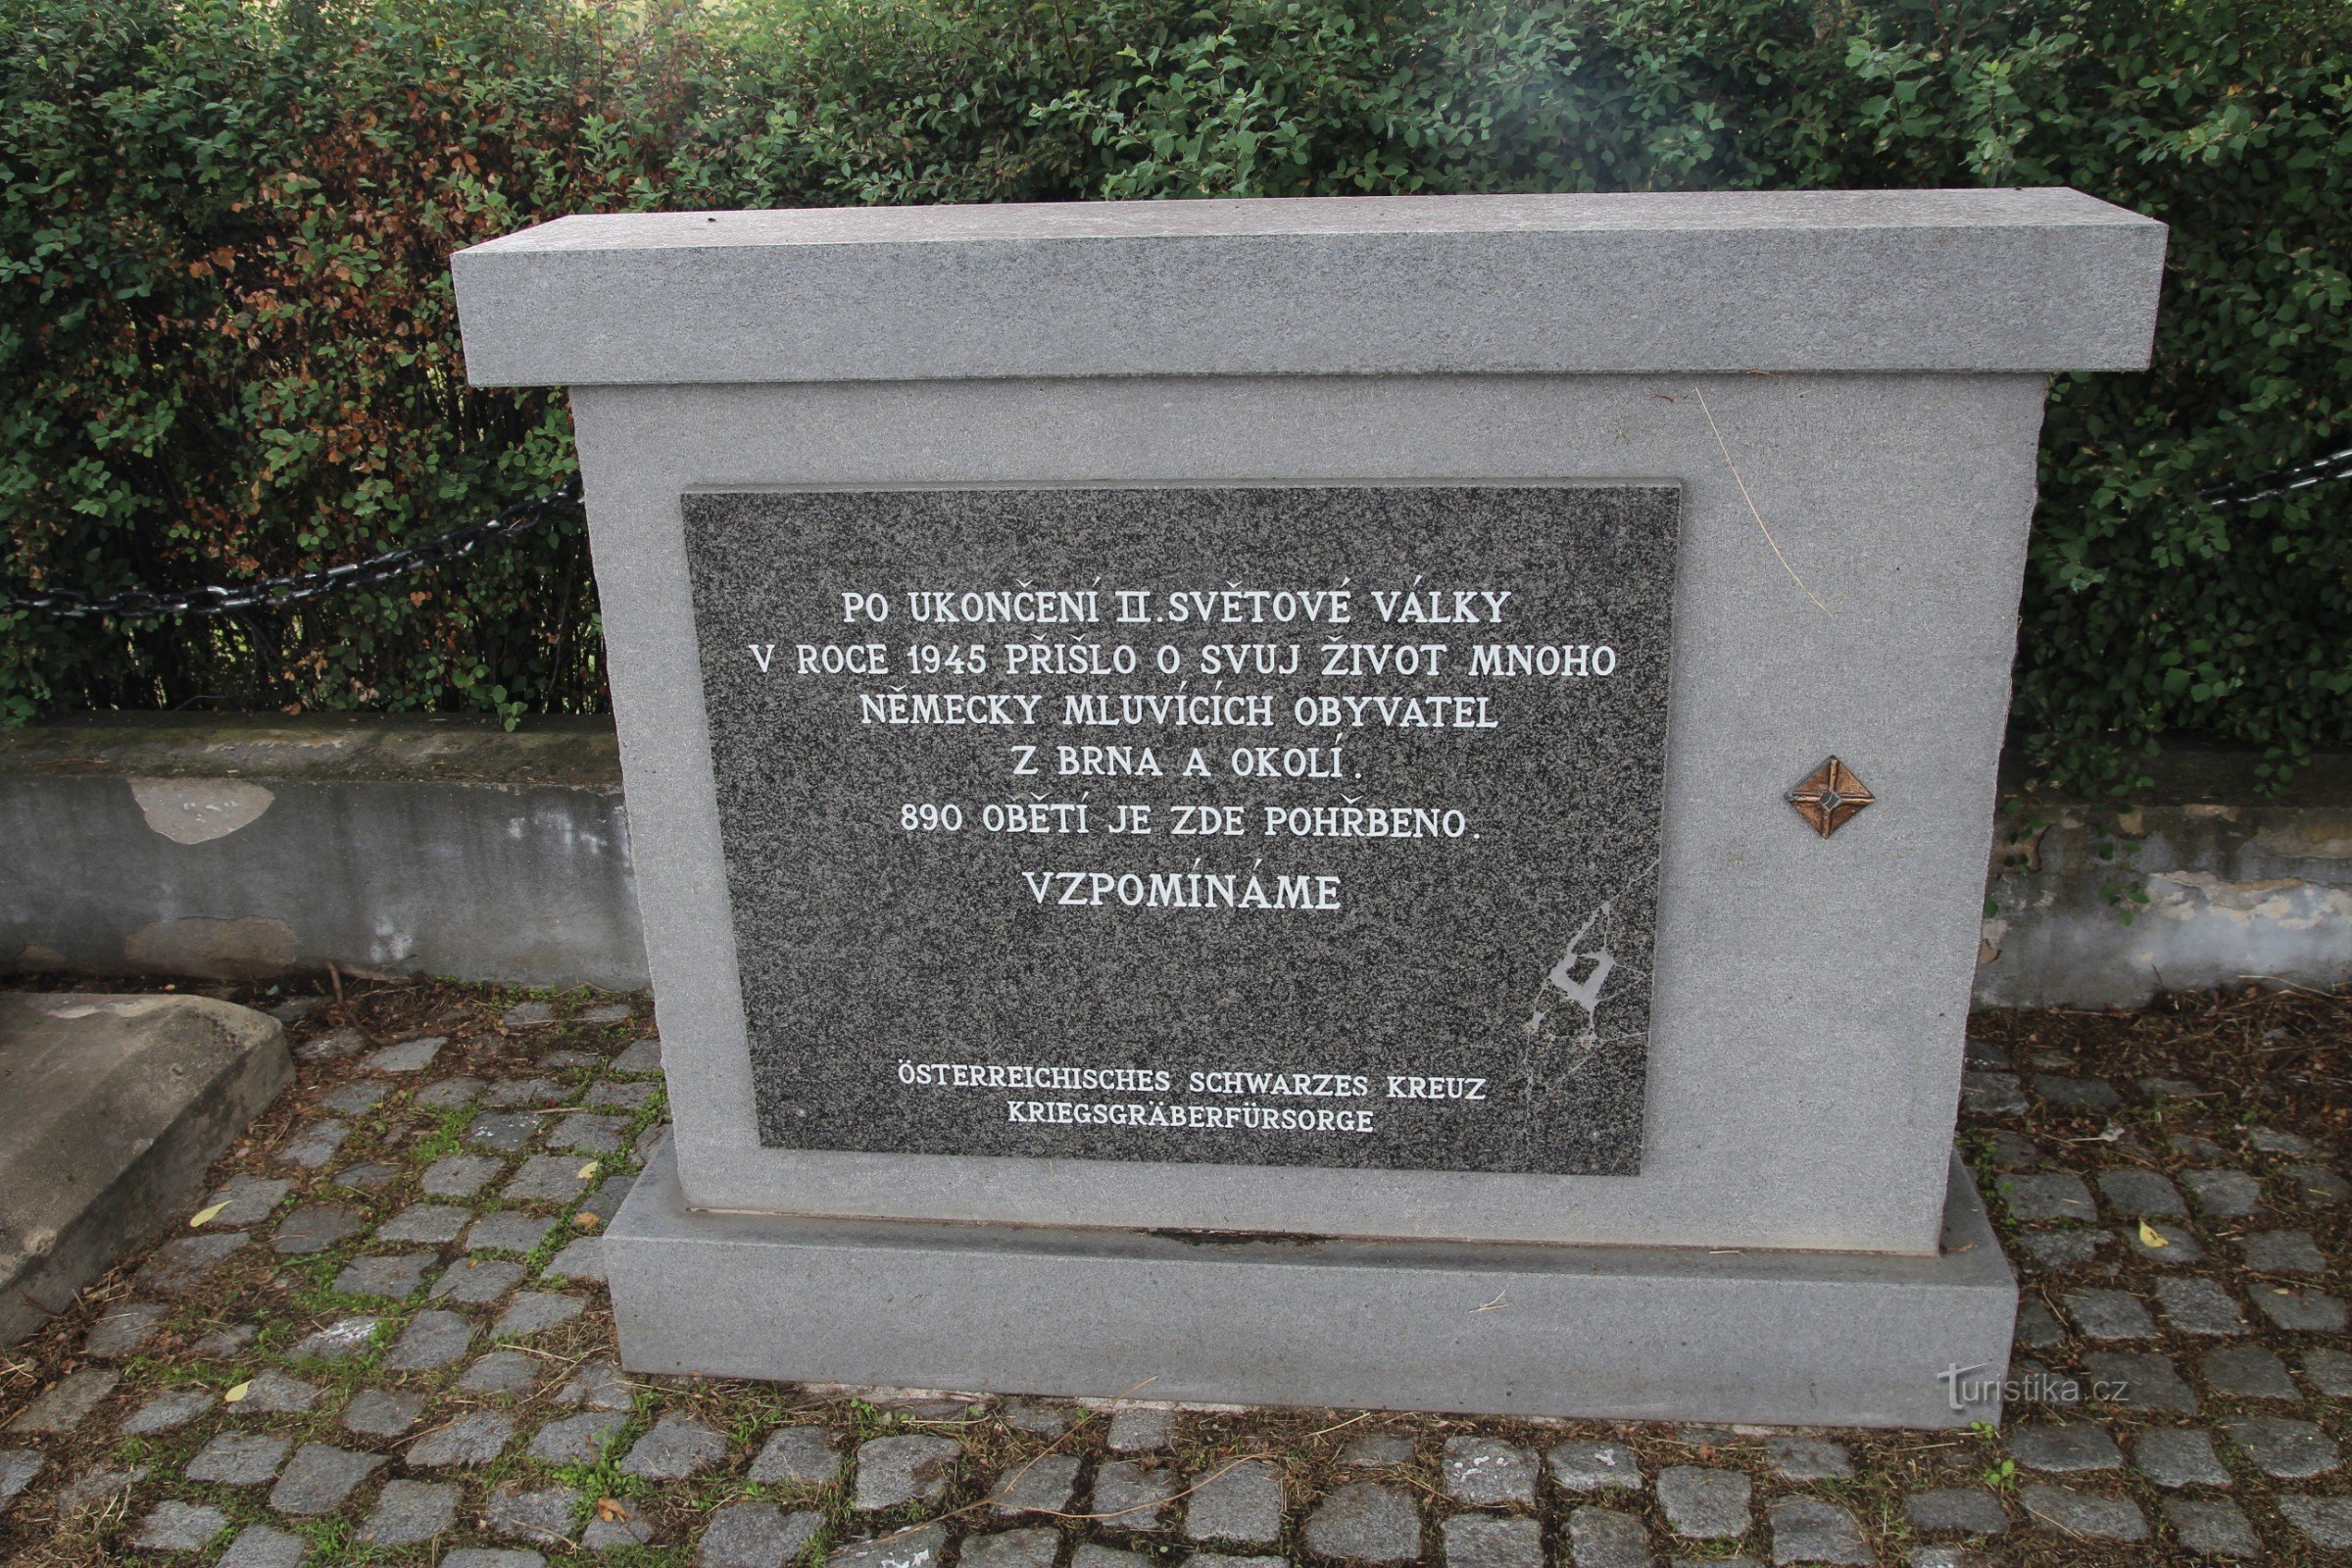 PO UKONČENÍ II. SVĚTOVÉ VÁLKY
V ROCE 1945 PŘIŠLO O SVUJ ŽIVOT MNOHO
NĚMECKY MLUVÍCÍCH OBYVATEL
Z BRNA A OKOLÍ.
890 OBĚTÍ JE ZDE POHŘBENO.
VZPOMÍNÁME
ÖSTERREICHISCHES SCHWARZES KREUZ
KRIEGSGRÄBERFÜRSORGE
Turistika.cz